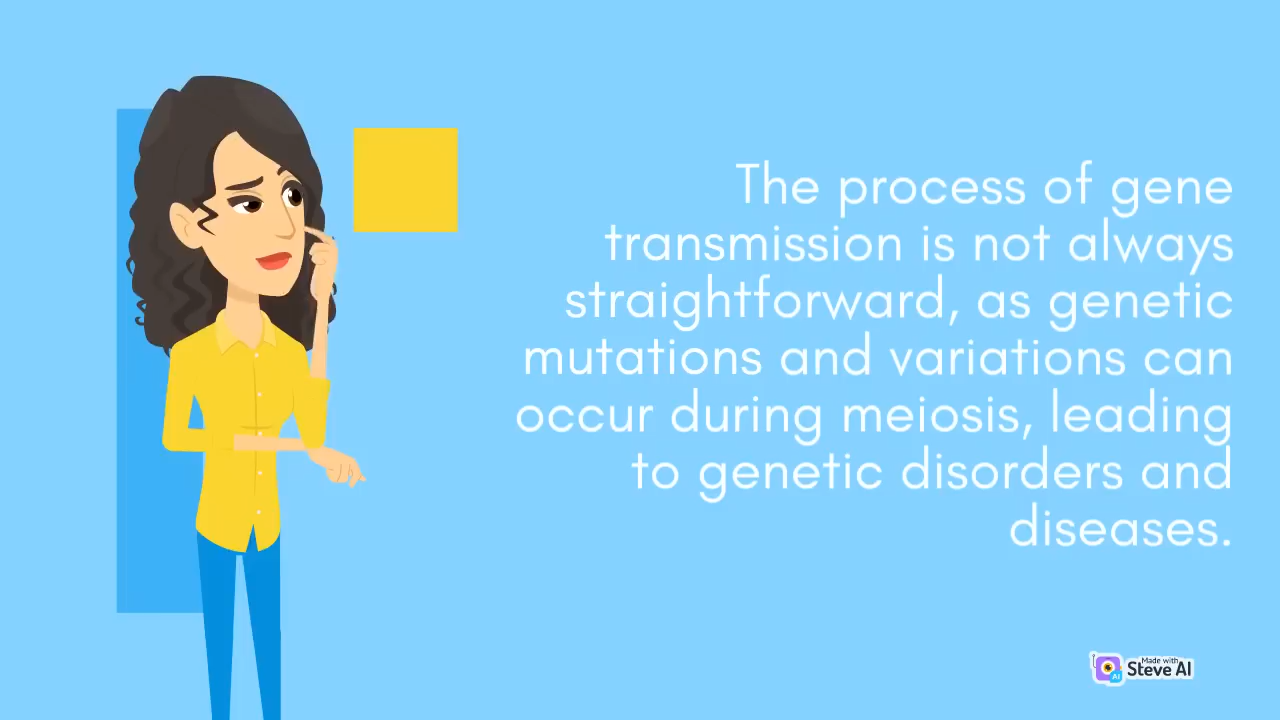 The process of gene
transmission is not always
straightforward, as genetic
mutations and variations can
occur during meiosis, leading
to genetic disorders and
diseases.
Made with
Steve AI
AI